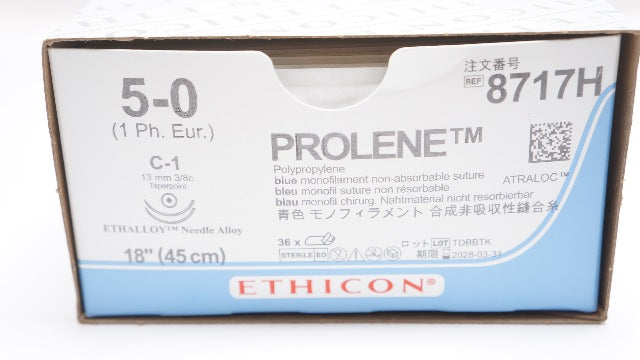 5-0
(1 Ph. Eur.)
C-1
13 mm 3/8c
Taperpoint
ETHALLOY™ Needle Alloy
18" (45 cm)
注文番号
REF 8717H
PROLENE™
Polypropylene
blue monofilament non-absorbable suture
bleu monofil suture non résorbable
blau monofil chirurg. Nahtmaterial nicht resorbierbar
青色 モノフィラメント 合成非吸収性縫合糸
ATRALOC™
36 x
STERILE EO
ロット LOT TDBBTK
期限 2028-03-31
ETHICON®